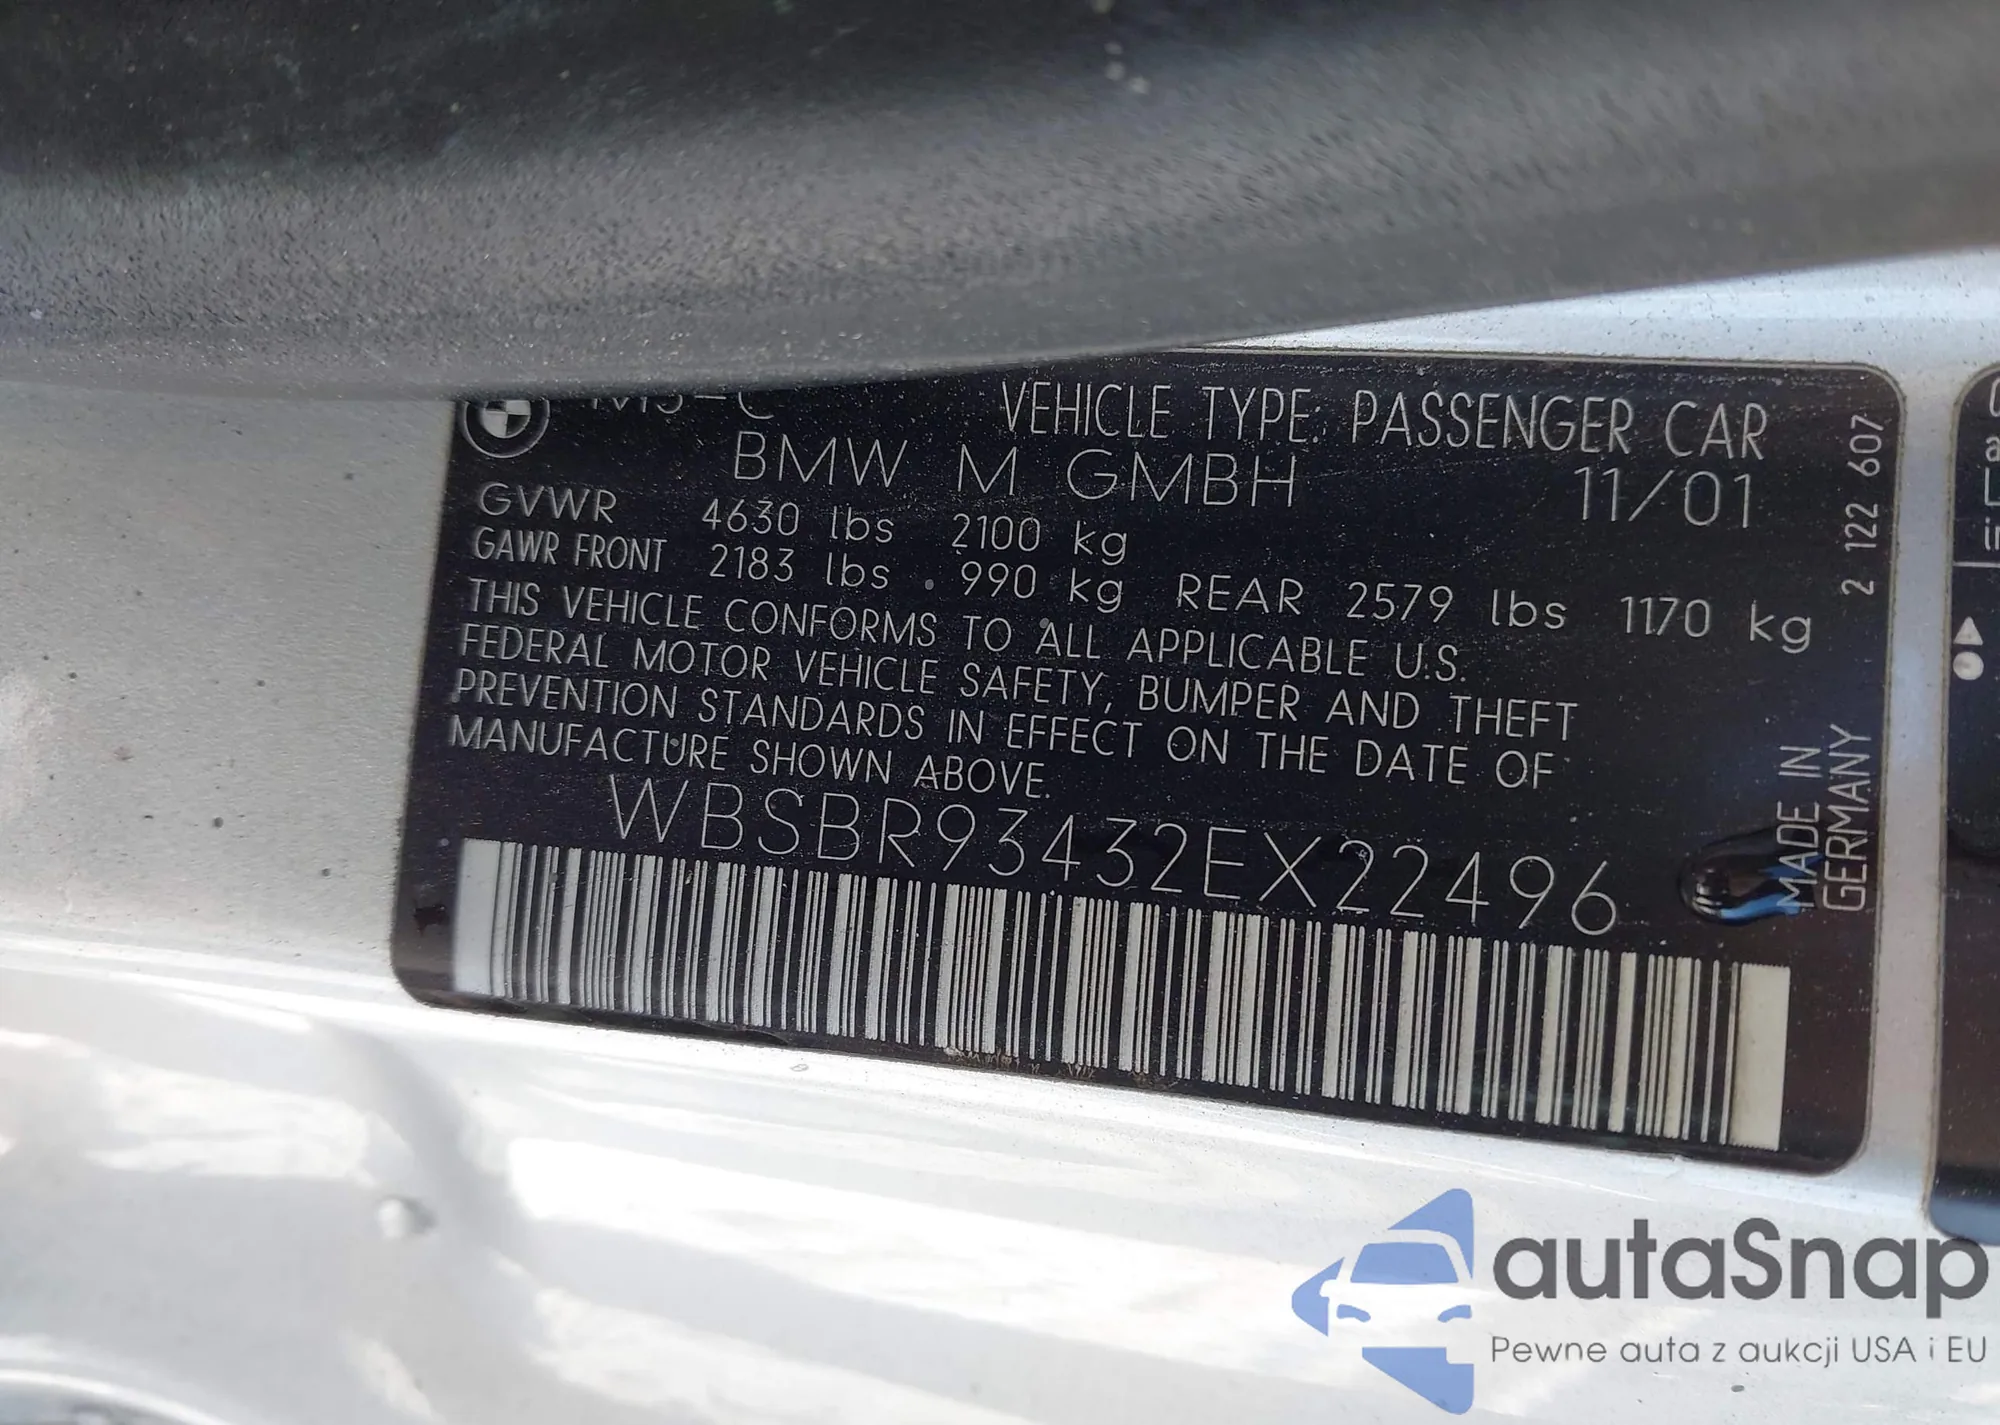 M3-C VEHICLE TYPE: PASSENGER CAR
BMW M GMBH 11/01
GVWR 4630 lbs 2100 kg
GAWR FRONT 2183 lbs 990 kg REAR 2579 lbs 1170 kg
THIS VEHICLE CONFORMS TO ALL APPLICABLE U.S.
FEDERAL MOTOR VEHICLE SAFETY, BUMPER AND THEFT
PREVENTION STANDARDS IN EFFECT ON THE DATE OF
MANUFACTURE SHOWN ABOVE.
WBSBR93432EX22496
2 122 607
MADE IN
GERMANY
autoSnap
Pewne auta z aukcji USA i EU